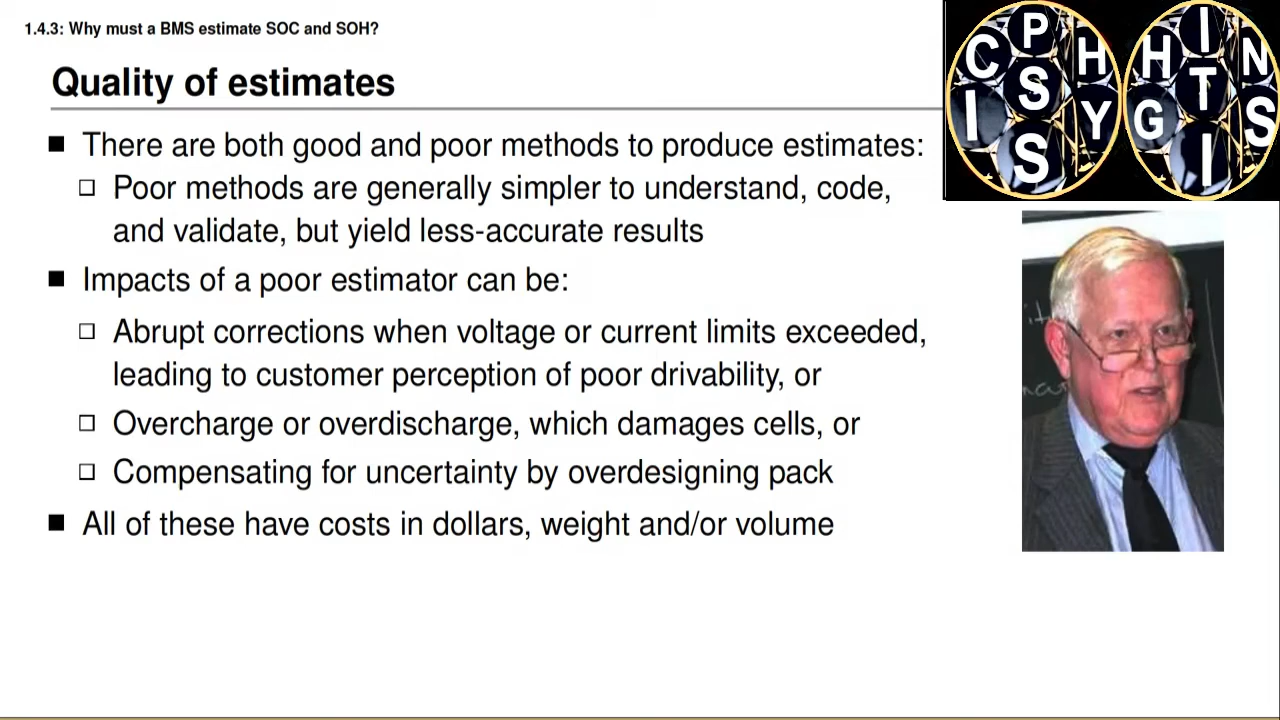 1.4.3: Why must a BMS estimate SOC and SOH?
Quality of estimates
There are both good and poor methods to produce estimates:
Poor methods are generally simpler to understand, code,
and validate, but yield less-accurate results
Impacts of a poor estimator can be:
Abrupt corrections when voltage or current limits exceeded,
leading to customer perception of poor drivability, or
Overcharge or overdischarge, which damages cells, or
Compensating for uncertainty by overdesigning pack
All of these have costs in dollars, weight and/or volume
PHYSICS
INSIGHT